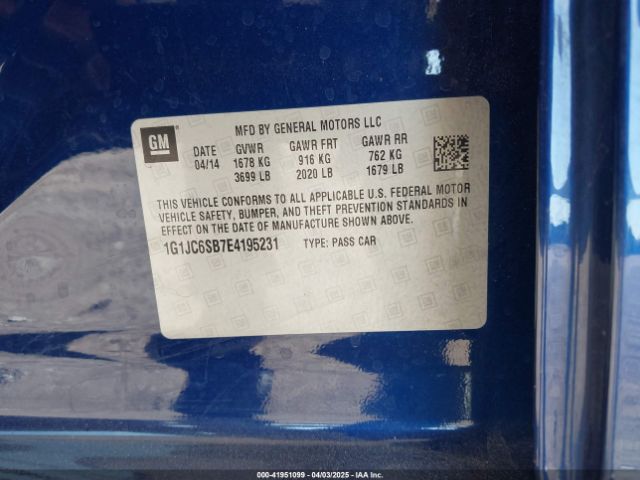 MFD BY GENERAL MOTORS LLC
GM
DATE GVWR GAWR FRT GAWR RR
04/14 1678 KG 916 KG 762 KG
3699 LB 2020 LB 1679 LB
THIS VEHICLE CONFORMS TO ALL APPLICABLE U.S. FEDERAL MOTOR
VEHICLE SAFETY, BUMPER, AND THEFT PREVENTION STANDARDS IN
EFFECT ON THE DATE OF MANUFACTURE SHOWN ABOVE.
1G1JC6SB7E4195231 TYPE: PASS CAR
000-41951099 - 04/03/2025 - IAAI.COM